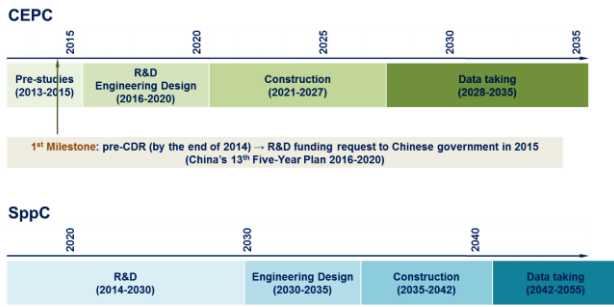 CEPC
2015 2020 2025 2030 2035
Pre-studies
(2013-2015)
R&D
Engineering Design
(2016-2020)
Construction
(2021-2027)
Data taking
(2028-2035)
1st Milestone: pre-CDR (by the end of 2014) → R&D funding request to Chinese government in 2015
(China's 13th Five-Year Plan 2016-2020)
SppC
2020 2030 2040
R&D
(2014-2030)
Engineering Design
(2030-2035)
Construction
(2035-2042)
Data taking
(2042-2055)